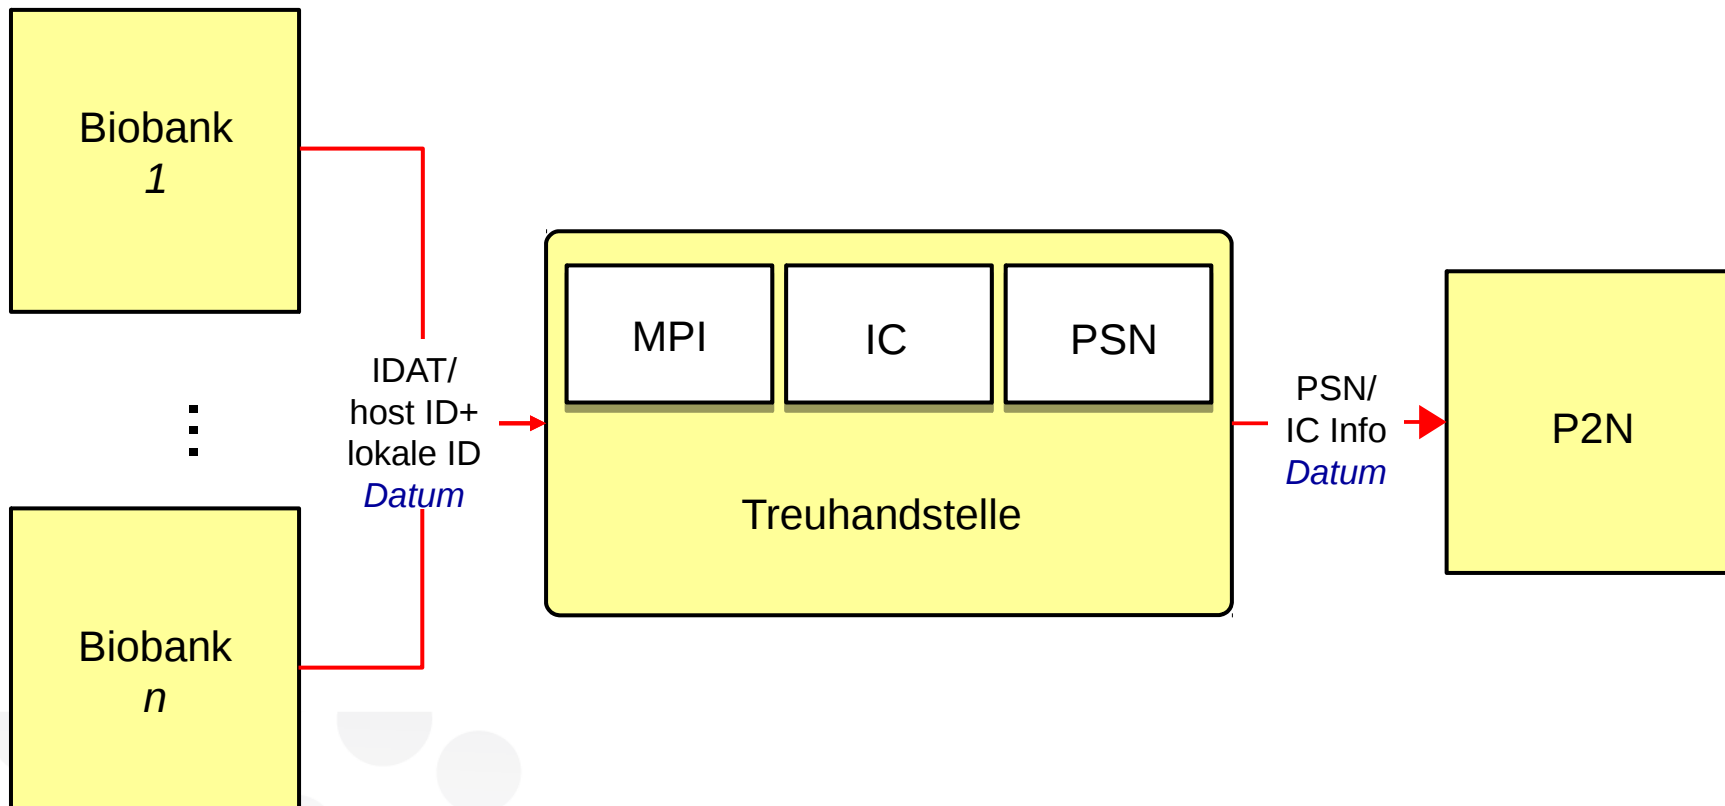 Biobank
1
Biobank
n
IDAT/
host ID+
lokale ID
Datum
MPI
IC
PSN
Treuhandstelle
PSN/
IC Info
Datum
P2N